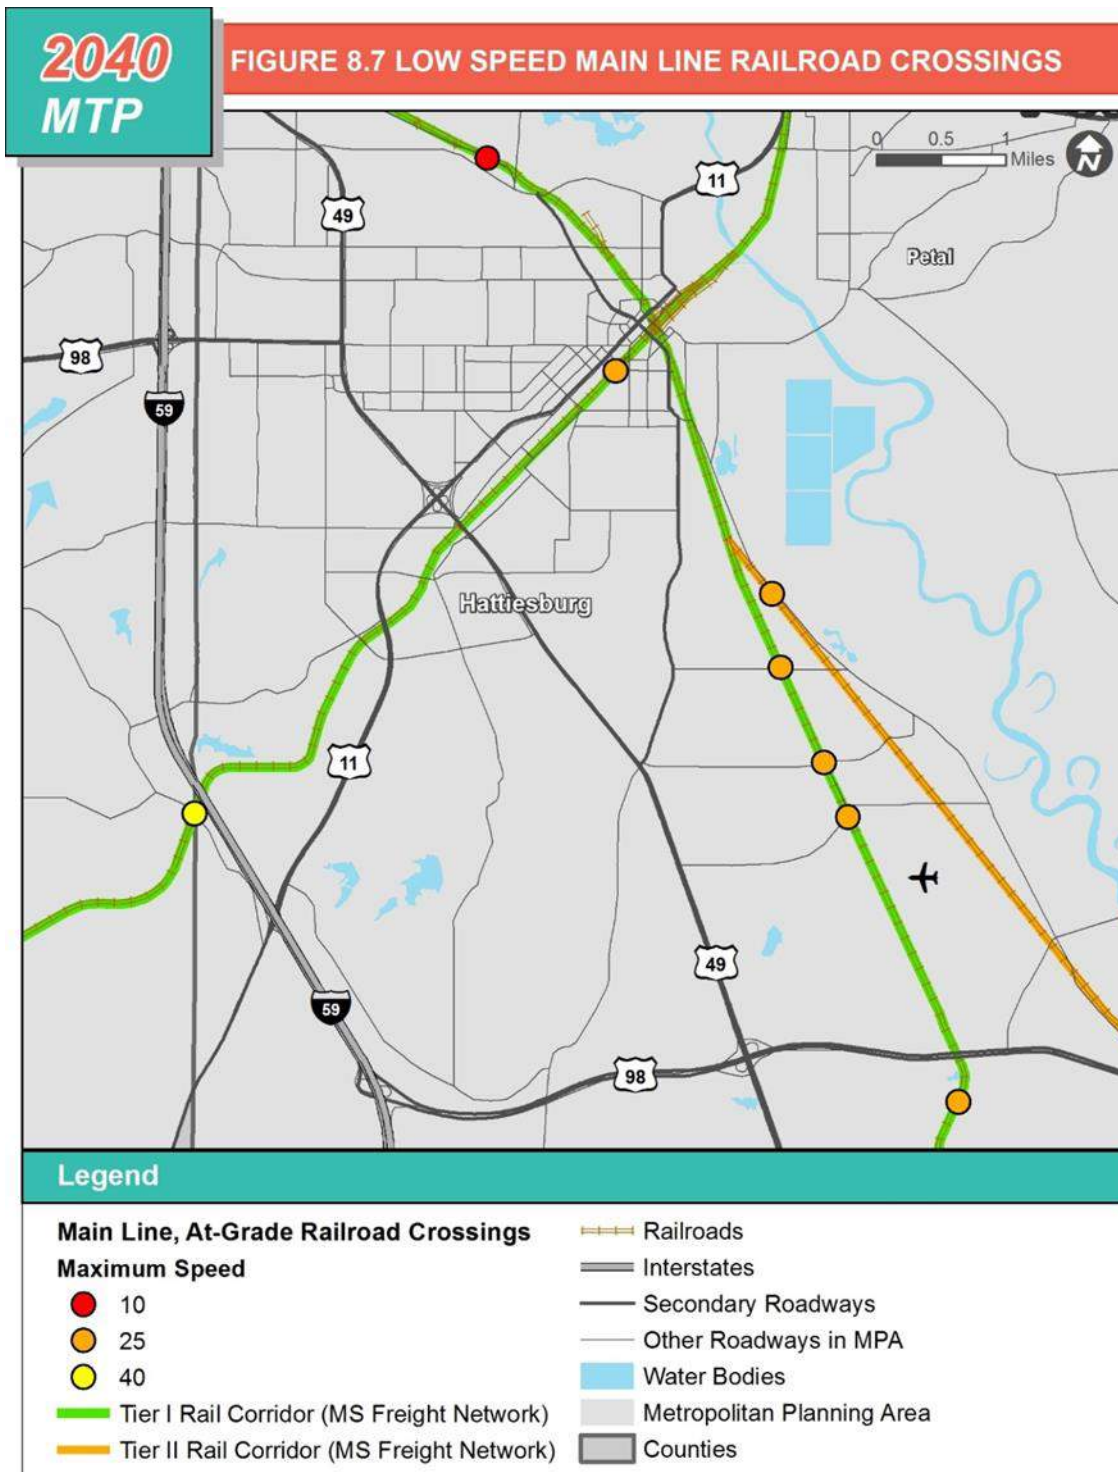 2040
MTP
FIGURE 8.7 LOW SPEED MAIN LINE RAILROAD CROSSINGS
0 0.5 1
Miles
N
11
49
Petal
98
59
Hattiesburg
11
49
59
98
Legend
Main Line, At-Grade Railroad Crossings
Maximum Speed
10
25
40
Tier I Rail Corridor (MS Freight Network)
Tier II Rail Corridor (MS Freight Network)
Railroads
Interstates
Secondary Roadways
Other Roadways in MPA
Water Bodies
Metropolitan Planning Area
Counties